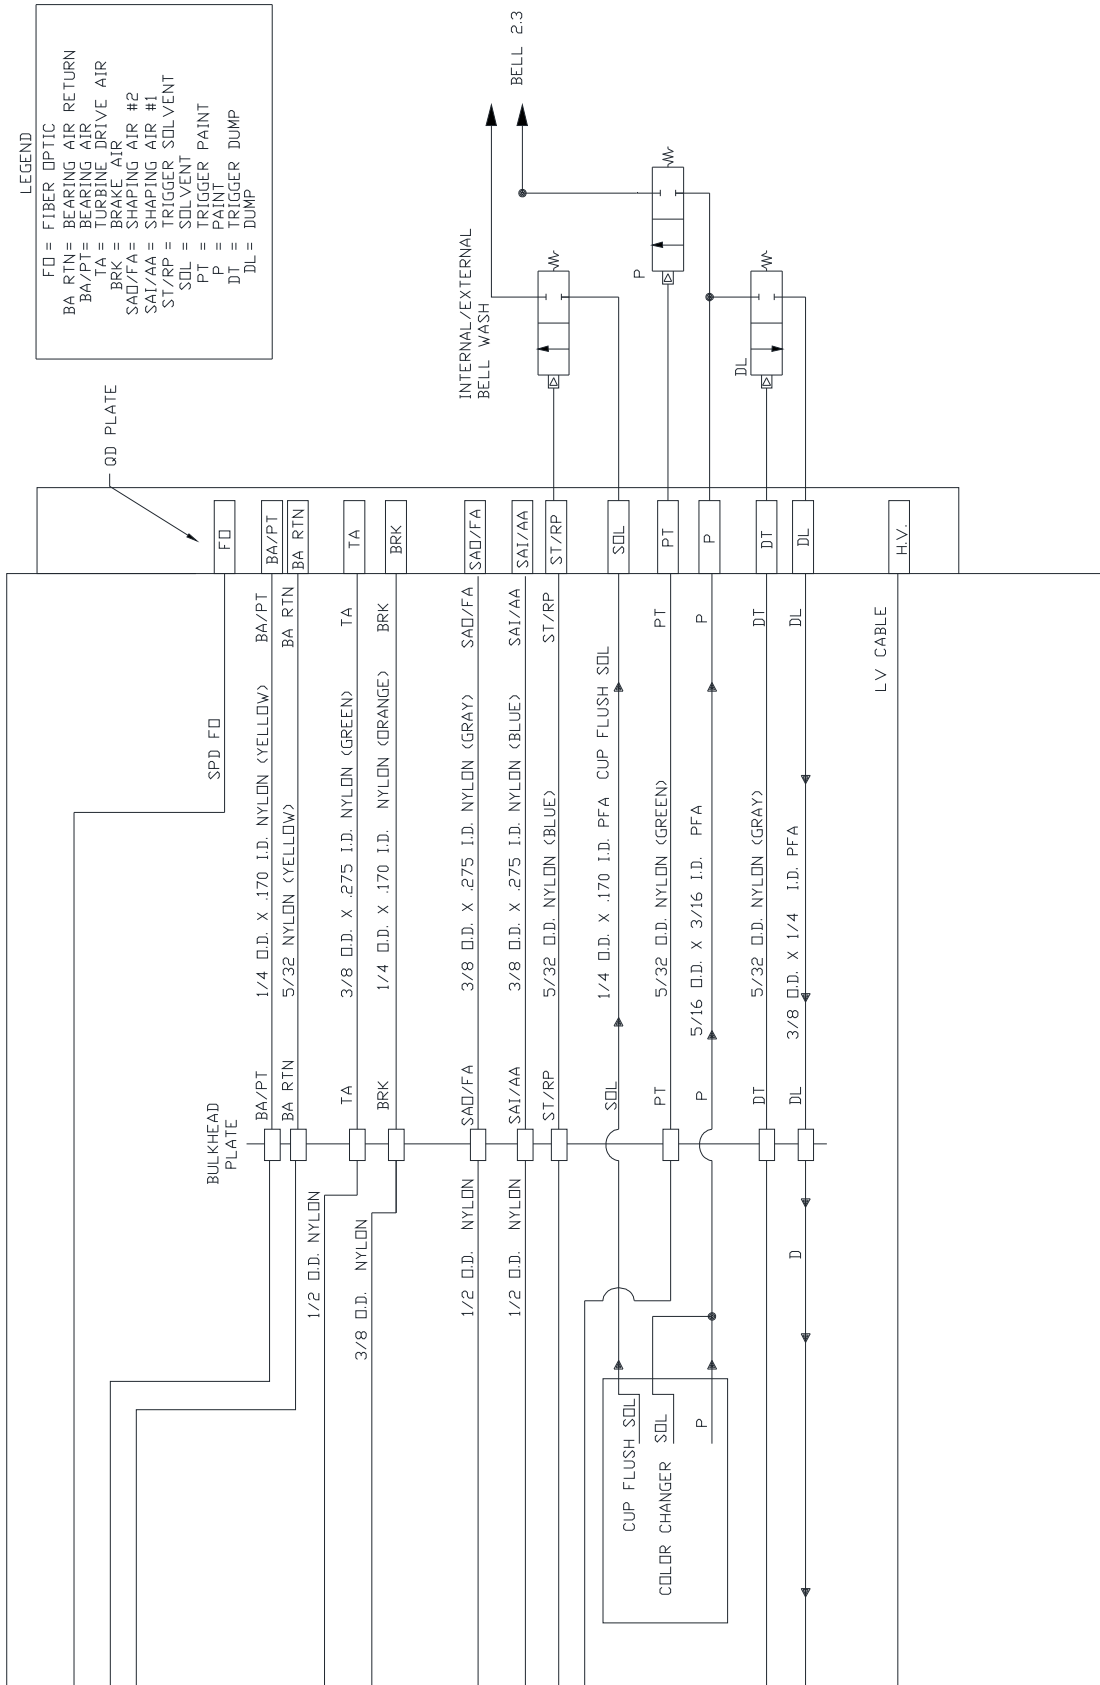 LEGEND
FO = FIBER OPTIC
BA RTN = BEARING AIR RETURN
BA/PT= BEARING AIR
TA = TURBINE DRIVE AIR
BRK = BRAKE AIR
SAO/FA = SHAPING AIR #2
SAI/AA = SHAPING AIR #1
ST/RP = TRIGGER SOLVENT
SOL = SOLVENT
PT = TRIGGER PAINT
P = PAINT
DT = TRIGGER DUMP
DL = DUMP
QD PLATE
INTERNAL/EXTERNAL
BELL WASH
BELL 2.3
P
DL
FO
BA/PT
BA RTN
TA
BRK
SAO/FA
SAI/AA
ST/RP
SOL
PT
P
DT
DL
H.V.
SPD FO
BA/PT
BA RTN
TA
BRK
SAO/FA
SAI/AA
ST/RP
CUP FLUSH SOL
PT
P
DT
DL
LV CABLE
1/4 O.D. X .170 I.D. NYLON (YELLOW)
5/32 NYLON (YELLOW)
3/8 O.D. X .275 I.D. NYLON (GREEN)
1/4 O.D. X .170 I.D. NYLON (ORANGE)
3/8 O.D. X .275 I.D. NYLON (GRAY)
3/8 O.D. X .275 I.D. NYLON (BLUE)
5/32 O.D. NYLON (BLUE)
1/4 O.D. X .170 I.D. PFA
5/32 O.D. NYLON (GREEN)
5/16 O.D. X 3/16 I.D. PFA
5/32 O.D. NYLON (GRAY)
3/8 O.D. X 1/4 I.D. PFA
BULKHEAD
PLATE
BA/PT
BA RTN
TA
BRK
SAO/FA
SAI/AA
ST/RP
SOL
PT
P
DT
DL
1/2 O.D. NYLON
3/8 O.D. NYLON
1/2 O.D. NYLON
1/2 O.D. NYLON
D
CUP FLUSH SOL
COLOR CHANGER SOL
P